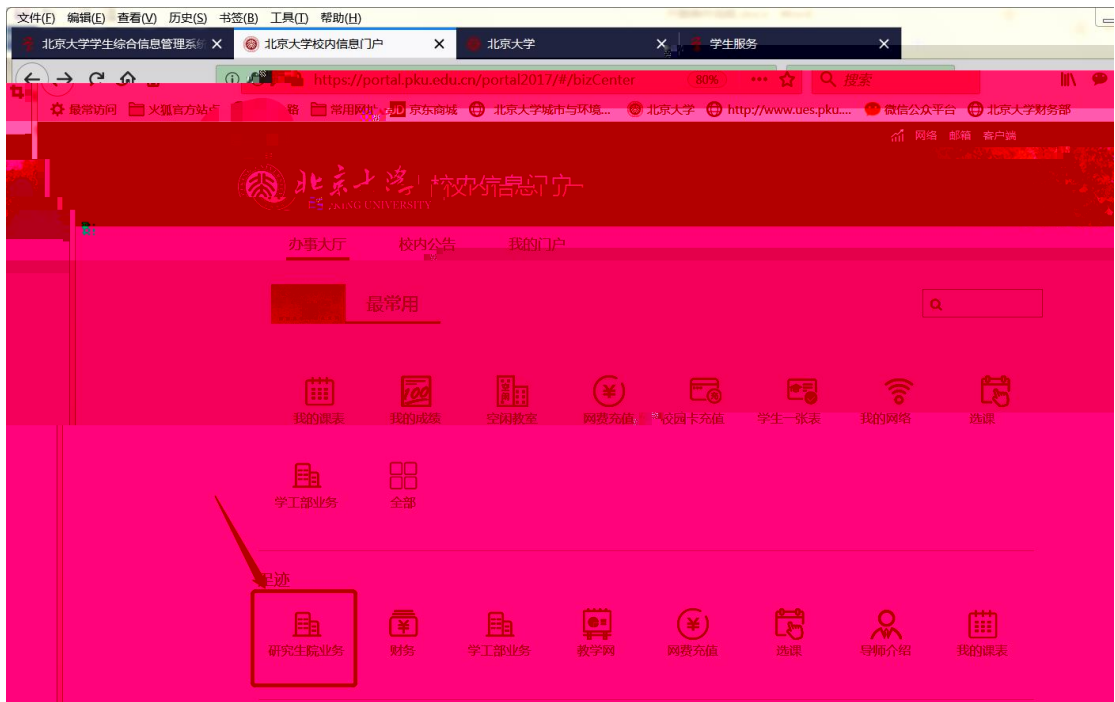 文件(F) 编辑(E) 查看(V) 历史(S) 书签(B) 工具(T) 帮助(H)
北京大学学生综合信息管理系统 北京大学校内信息门户 北京大学 学生服务
https://portal.pku.edu.cn/portal2017/#/bizCenter 80% 搜索
最常访问 火狐官方站点 常用网址 京东商城 北京大学城市与环境... 北京大学 http://www.ues.pku.... 微信公众平台 北京大学财务部
网络 邮箱 客户端
北京大学 校内信息门户
PEKING UNIVERSITY
办事大厅 校内公告 我的门户
最常用
我的课表 我的成绩 空闲教室 网费充值 校园卡充值 学生一张表 我的网络 选课
学工部业务 全部
足迹
研究生院业务 财务 学工部业务 教学网 网费充值 选课 导师介绍 我的课表